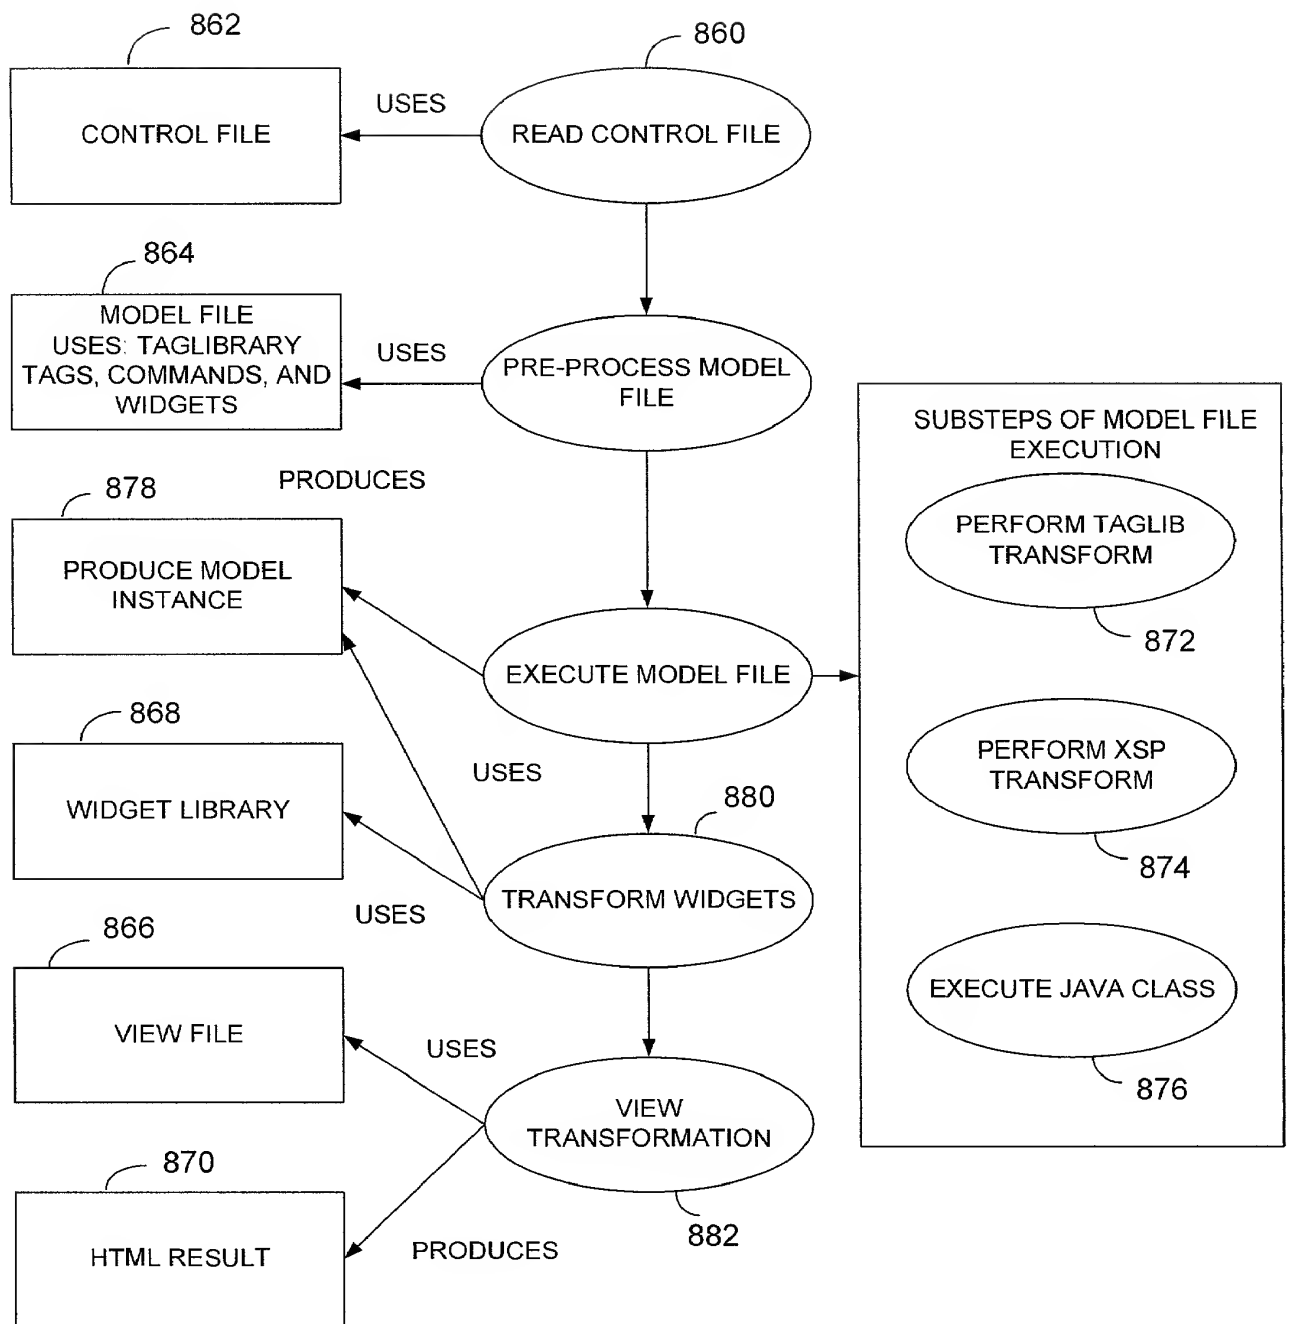 862
860
CONTROL FILE
USES
READ CONTROL FILE
864
MODEL FILE
USES: TAGLIBRARY
TAGS, COMMANDS, AND
WIDGETS
USES
PRE-PROCESS MODEL
FILE
SUBSTEPS OF MODEL FILE
EXECUTION
878
PRODUCES
PERFORM TAGLIB
TRANSFORM
872
PRODUCE MODEL
INSTANCE
EXECUTE MODEL FILE
868
USES
PERFORM XSP
TRANSFORM
874
WIDGET LIBRARY
880
TRANSFORM WIDGETS
USES
866
EXECUTE JAVA CLASS
876
VIEW FILE
USES
VIEW
TRANSFORMATION
882
870
HTML RESULT
PRODUCES